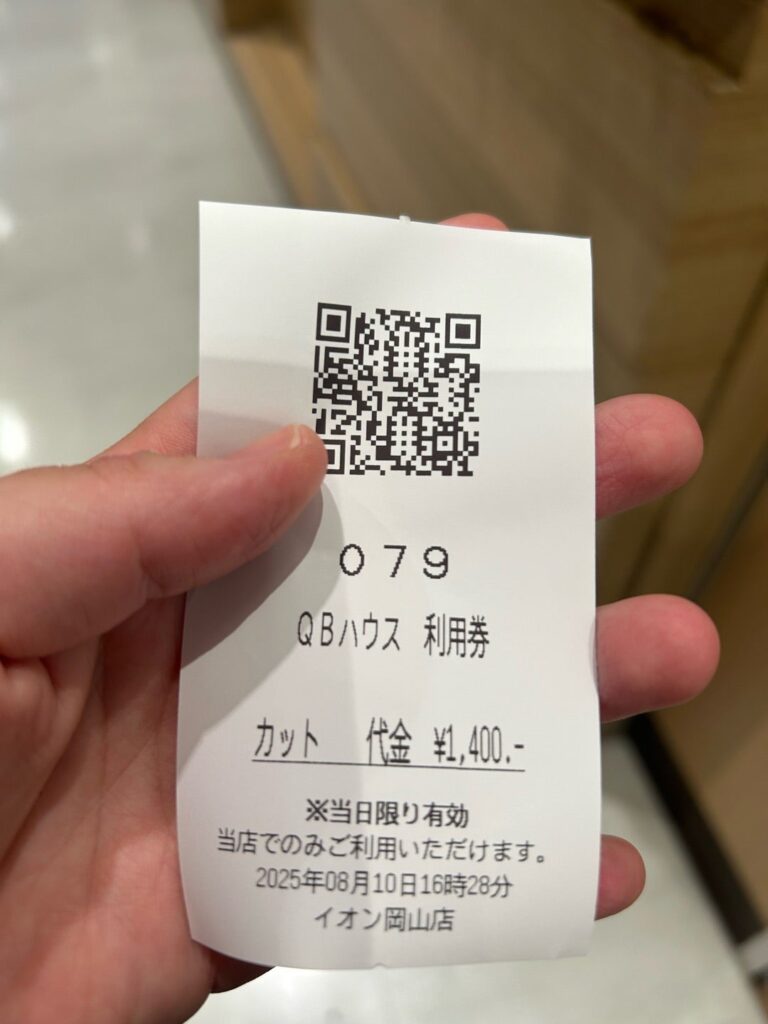 079
QBハウス 利用券
カット 代金 ¥1,400.-
※当日限り有効
当店でのみご利用いただけます。
2025年08月10日16時28分
イオン岡山店